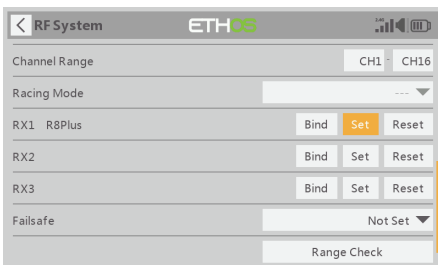 RF System ETHOS
Channel Range CH1 - CH16
Racing Mode ---
RX1 R8Plus Bind Set Reset
RX2 Bind Set Reset
RX3 Bind Set Reset
Failsafe Not Set
Range Check